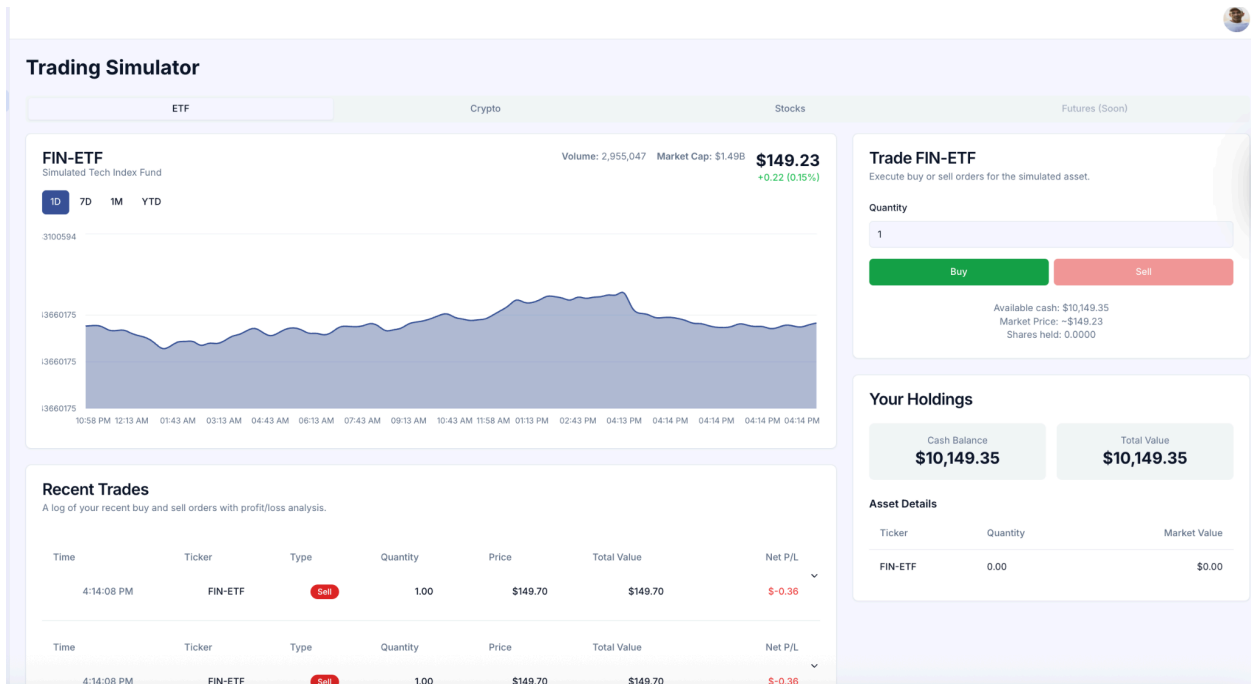 Trading Simulator
ETF Crypto Stocks Futures (Soon)
FIN-ETF
Simulated Tech Index Fund
Volume: 2,955,047 Market Cap: $1.49B $149.23
+0.22 (0.15%)
1D 7D 1M YTD
3100594
3660175
3660175
3660175
10:58 PM 12:13 AM 01:43 AM 03:13 AM 04:43 AM 06:13 AM 07:43 AM 09:13 AM 10:43 AM 11:58 AM 01:13 PM 02:43 PM 04:13 PM 04:14 PM 04:14 PM 04:14 PM 04:14 PM
Trade FIN-ETF
Execute buy or sell orders for the simulated asset.
Quantity
1
Buy Sell
Available cash: $10,149.35
Market Price: ~$149.23
Shares held: 0.0000
Your Holdings
Cash Balance Total Value
$10,149.35 $10,149.35
Asset Details
Ticker Quantity Market Value
FIN-ETF 0.00 $0.00
Recent Trades
A log of your recent buy and sell orders with profit/loss analysis.
Time Ticker Type Quantity Price Total Value Net P/L
4:14:08 PM FIN-ETF Sell 1.00 $149.70 $149.70 $-0.36
Time Ticker Type Quantity Price Total Value Net P/L
4:14:08 PM FIN-ETF Sell 1.00 $149.70 $149.70 $-0.36